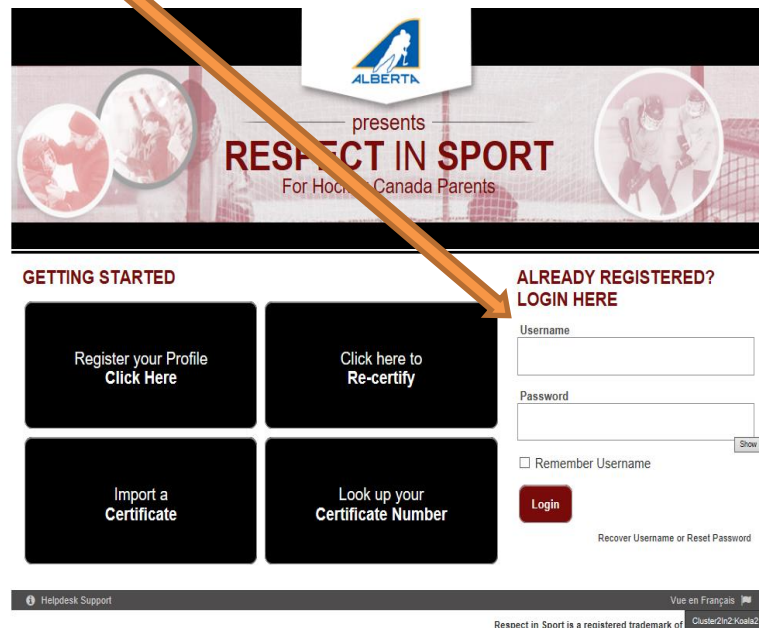 ALBERTA
presents
RESPECT IN SPORT
For Hockey Canada Parents
GETTING STARTED
Register your Profile
Click Here
Click here to
Re-certify
Import a
Certificate
Look up your
Certificate Number
ALREADY REGISTERED?
LOGIN HERE
Username
Password
Show
Remember Username
Login
Recover Username or Reset Password
Helpdesk Support
Vue en Français
Respect in Sport is a registered trademark of
Cluster2In2:Koala2